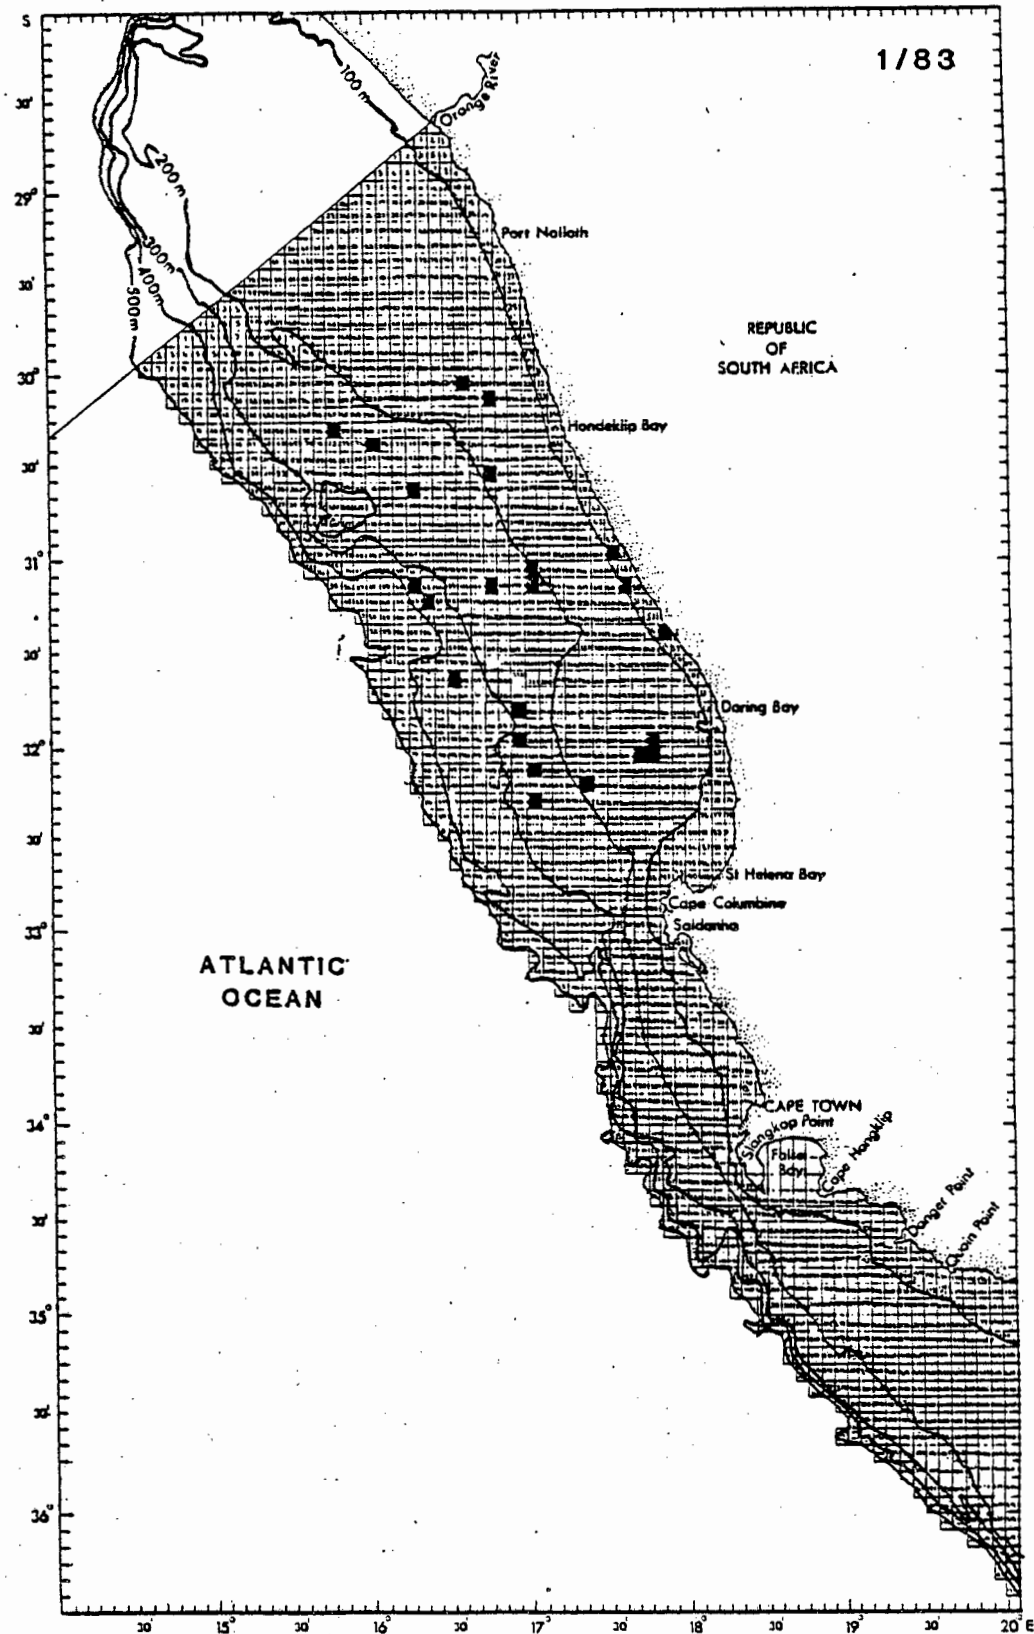 S
1/83
100 m
Orange River
30'
200 m
29°
Port Nolloth
300m
400m
500m
30'
REPUBLIC
OF
SOUTH AFRICA
30°
Hondeklip Bay
30'
31°
30'
Doring Bay
32°
30'
St Helena Bay
Cape Columbine
Saldanha
33°
ATLANTIC
OCEAN
30'
CAPE TOWN
34°
Slangkop Point
False
Bay
Cape Hangklip
Danger Point
Quoin Point
30'
35°
30'
36°
30' 15° 30' 16° 30' 17° 30' 18° 30' 19° 30' 20° E